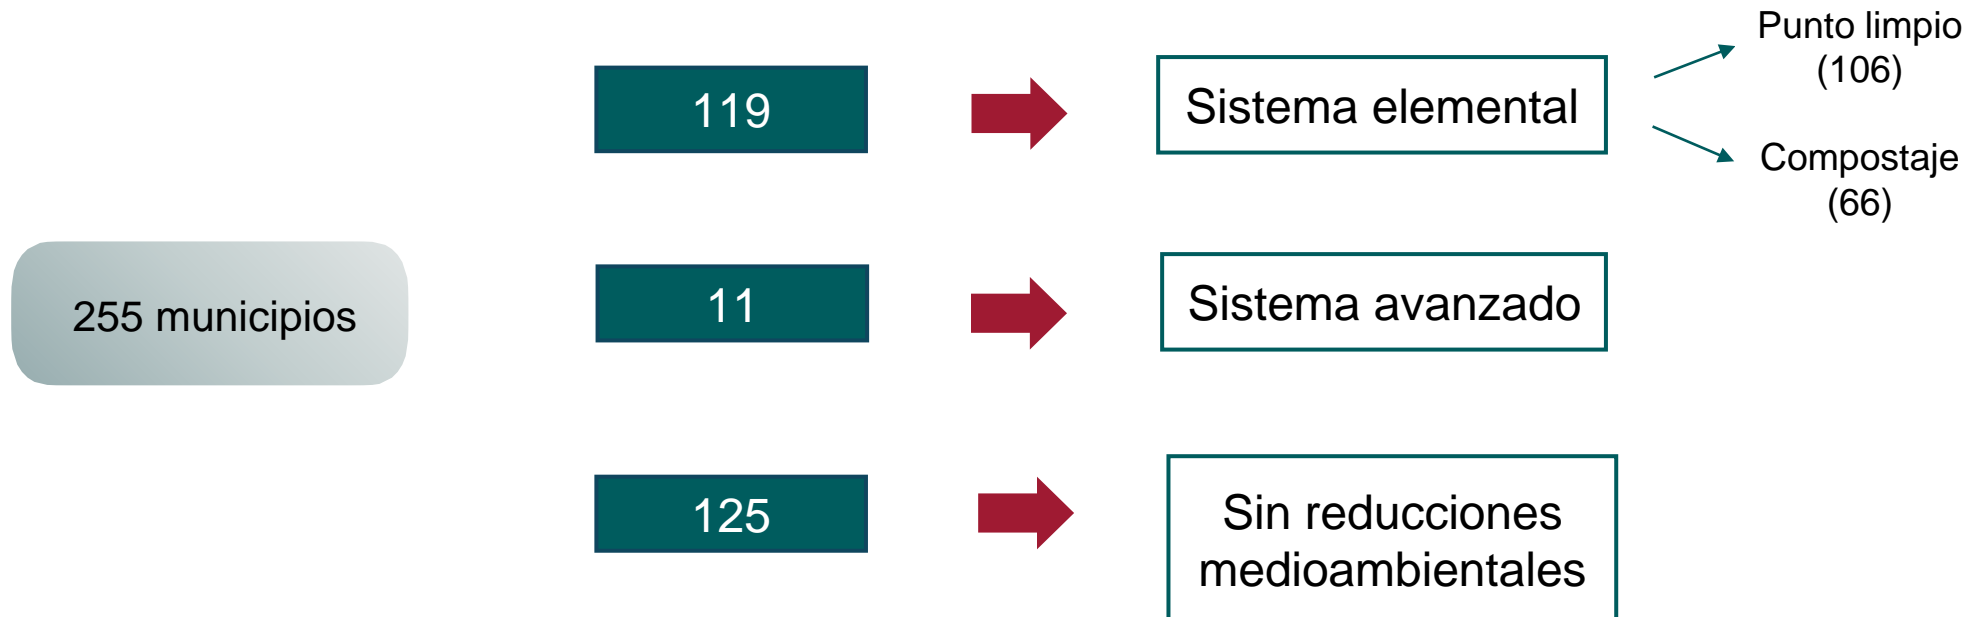 255 municipios
119
Sistema elemental
Punto limpio
(106)
Compostaje
(66)
11
Sistema avanzado
125
Sin reducciones
medioambientales